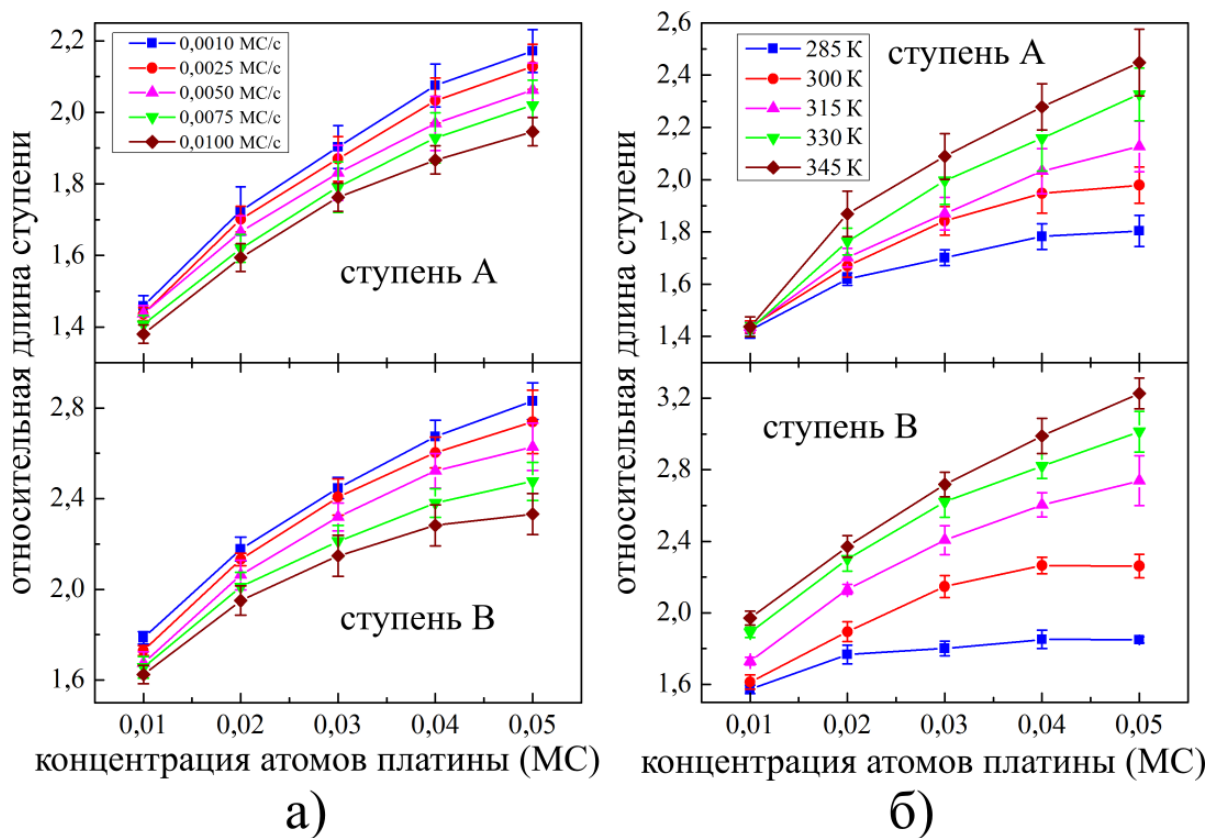 относительная длина ступени
2,2
2,0
1,8
1,6
1,4
0,0010 МС/с
0,0025 МС/с
0,0050 МС/с
0,0075 МС/с
0,0100 МС/с
ступень А
2,8
2,4
2,0
1,6
ступень В
0,01 0,02 0,03 0,04 0,05
концентрация атомов платины (МС)
а)
относительная длина ступени
2,6
2,4
2,2
2,0
1,8
1,6
1,4
285 К
300 К
315 К
330 К
345 К
ступень А
3,2
2,8
2,4
2,0
1,6
ступень В
0,01 0,02 0,03 0,04 0,05
концентрация атомов платины (МС)
б)